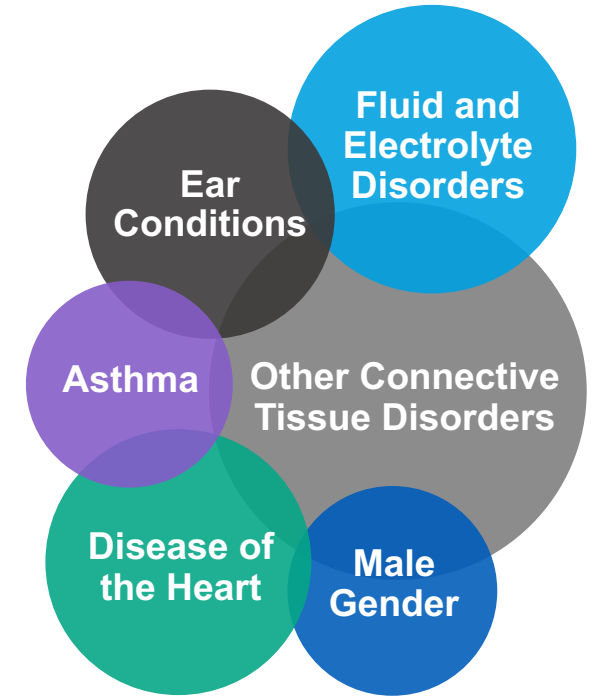 Fluid and
Electrolyte
Disorders
Ear
Conditions
Asthma
Other Connective
Tissue Disorders
Disease of
the Heart
Male
Gender